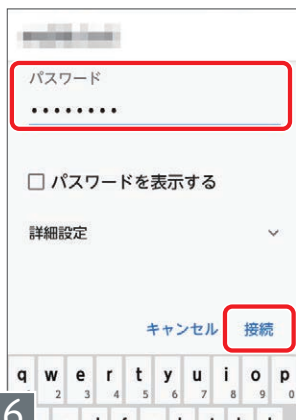 パスワード
••••••••
パスワードを表示する
詳細設定
キャンセル 接続
q w e r t y u i o p
2 3 4 5 6 7 8 9 0
6